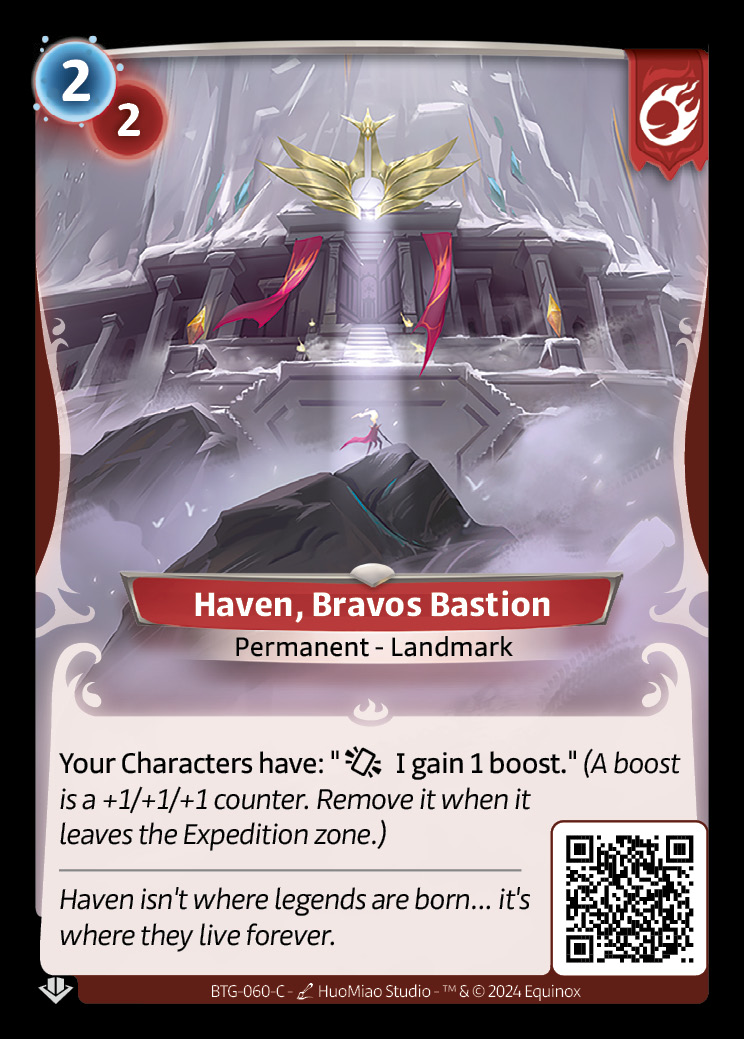 2
2
Haven, Bravos Bastion
Permanent - Landmark
Your Characters have: " I gain 1 boost." (A boost
is a +1/+1/+1 counter. Remove it when it
leaves the Expedition zone.)
Haven isn't where legends are born... it's
where they live forever.
BTG-060-C - HuoMiao Studio - ™ & © 2024 Equinox